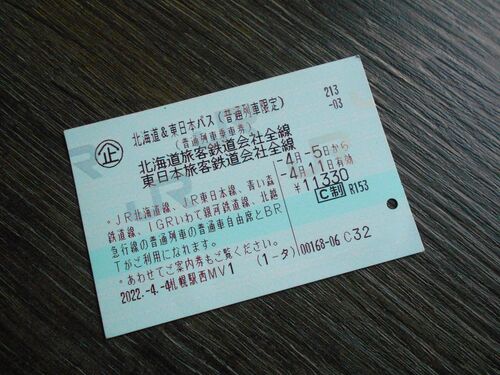 213
-03
北海道&東日本パス(普通列車限定)
(普通列車乗車券)
企
北海道旅客鉄道会社全線
東日本旅客鉄道会社全線
-4月-5日から
-4月11日有効
¥11330
C制 R153
・JR北海道線、JR東日本線、青い森
鉄道線、IGRいわて銀河鉄道線、北越
急行線の普通列車の普通車自由席とBR
Tがご利用になれます。
・あわせてご案内券もご覧ください。
2022.-4.-4札幌駅西MV1 (1-タ) 00168-06 C32